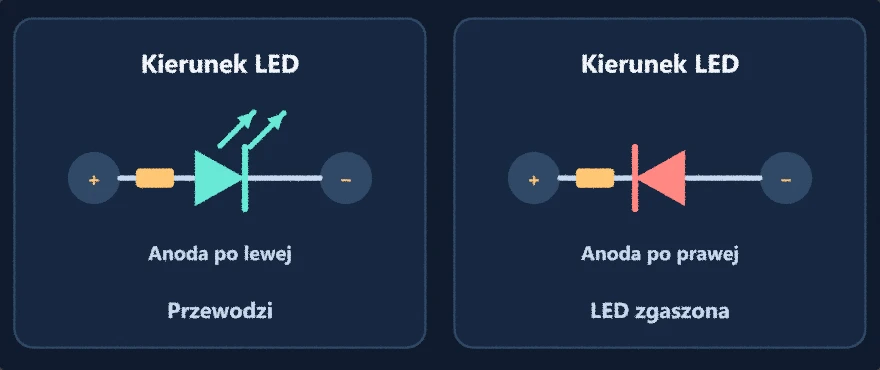 Kierunek LED
+
−
Anoda po lewej
Przewodzi
Kierunek LED
+
−
Anoda po prawej
LED zgaszona